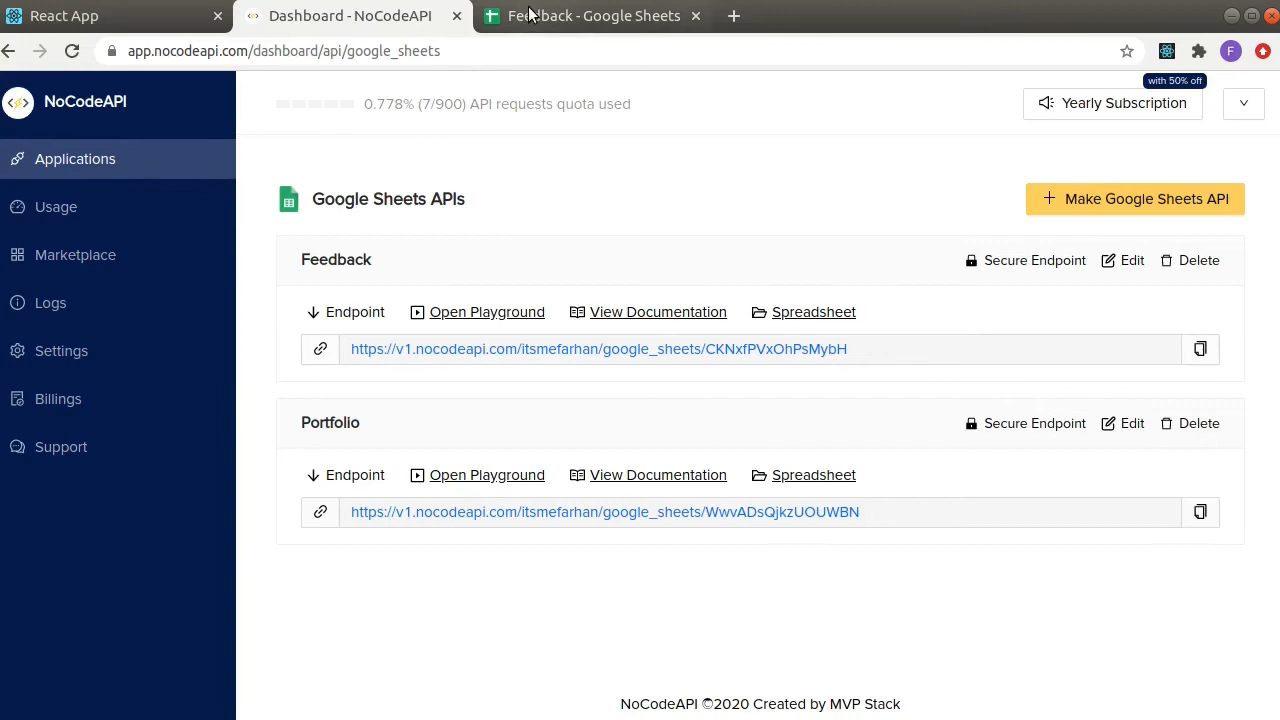 React App
Dashboard - NoCodeAPI
Feedback - Google Sheets
app.nocodeapi.com/dashboard/api/google_sheets
F
with 50% off
NoCodeAPI
0.778% (7/900) API requests quota used
Yearly Subscription
Applications
Usage
Marketplace
Logs
Settings
Billings
Support
Google Sheets APIs
Make Google Sheets API
Feedback
Secure Endpoint Edit Delete
Endpoint Open Playground View Documentation Spreadsheet
https://v1.nocodeapi.com/itsmefarhan/google_sheets/CKNxfPVxOhPsMybH
Portfolio
Secure Endpoint Edit Delete
Endpoint Open Playground View Documentation Spreadsheet
https://v1.nocodeapi.com/itsmefarhan/google_sheets/WwvADsQjkzUOUWBN
NoCodeAPI ©2020 Created by MVP Stack